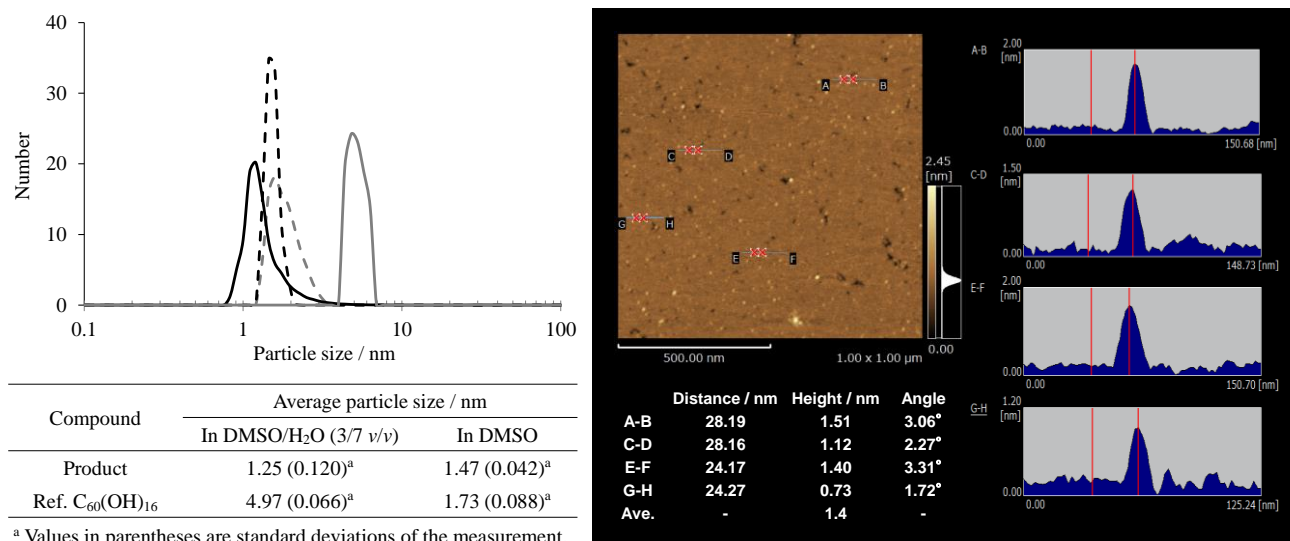 40
30
20
10
0
Number
0.1
1
10
100
Particle size / nm
Compound
Average particle size / nm
In DMSO/H₂O (3/7 v/v)
In DMSO
Product
1.25 (0.120)ᵃ
1.47 (0.042)ᵃ
Ref. C₆₀(OH)₁₆
4.97 (0.066)ᵃ
1.73 (0.088)ᵃ
ᵃ Values in parentheses are standard deviations of the measurement
A
B
C
D
G
H
E
F
2.45
[nm]
0.00
500.00 nm
1.00 x 1.00 µm
Distance / nm Height / nm Angle
A-B 28.19 1.51 3.06°
C-D 28.16 1.12 2.27°
E-F 24.17 1.40 3.31°
G-H 24.27 0.73 1.72°
Ave. - 1.4 -
A-B
2.00
[nm]
0.00
0.00
150.68 [nm]
C-D
1.50
[nm]
0.00
0.00
148.73 [nm]
E-F
2.00
[nm]
0.00
0.00
150.70 [nm]
G-H
1.20
[nm]
0.00
0.00
125.24 [nm]